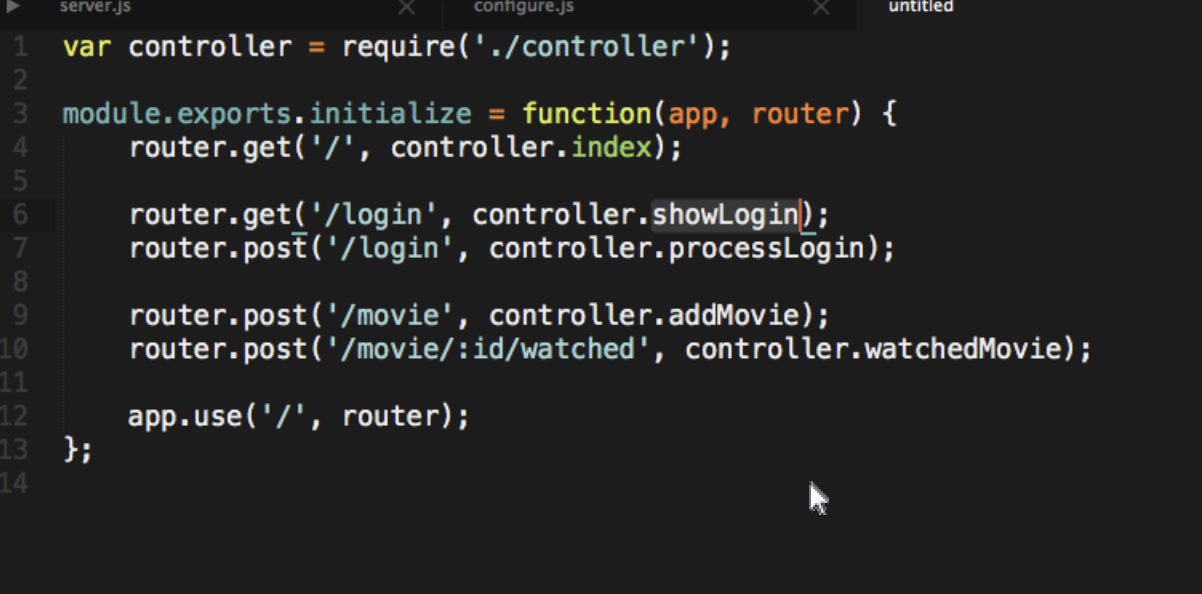 server.js configure.js untitled
1 var controller = require('./controller');
2
3 module.exports.initialize = function(app, router) {
4 router.get('/', controller.index);
5
6 router.get('/login', controller.showLogin);
7 router.post('/login', controller.processLogin);
8
9 router.post('/movie', controller.addMovie);
10 router.post('/movie/:id/watched', controller.watchedMovie);
11
12 app.use('/', router);
13 };
14